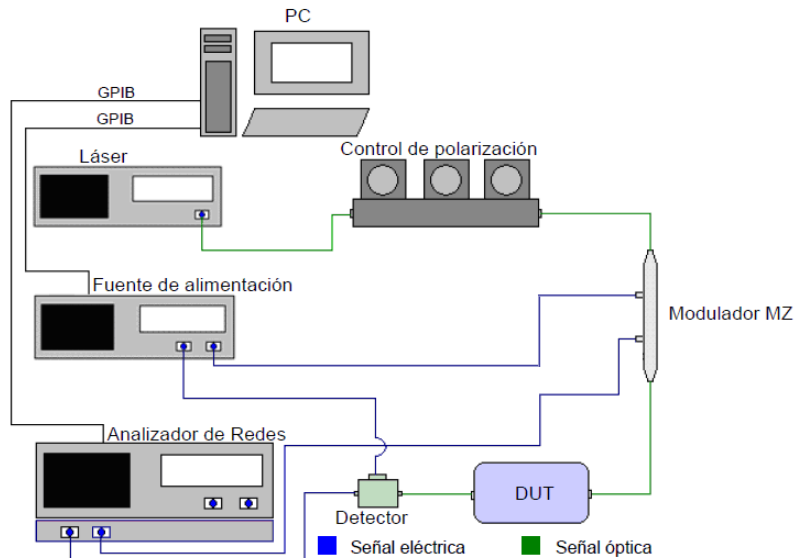 PC
GPIB
GPIB
Láser
Control de polarización
Fuente de alimentación
Modulador MZ
Analizador de Redes
DUT
Detector
Señal eléctrica
Señal óptica